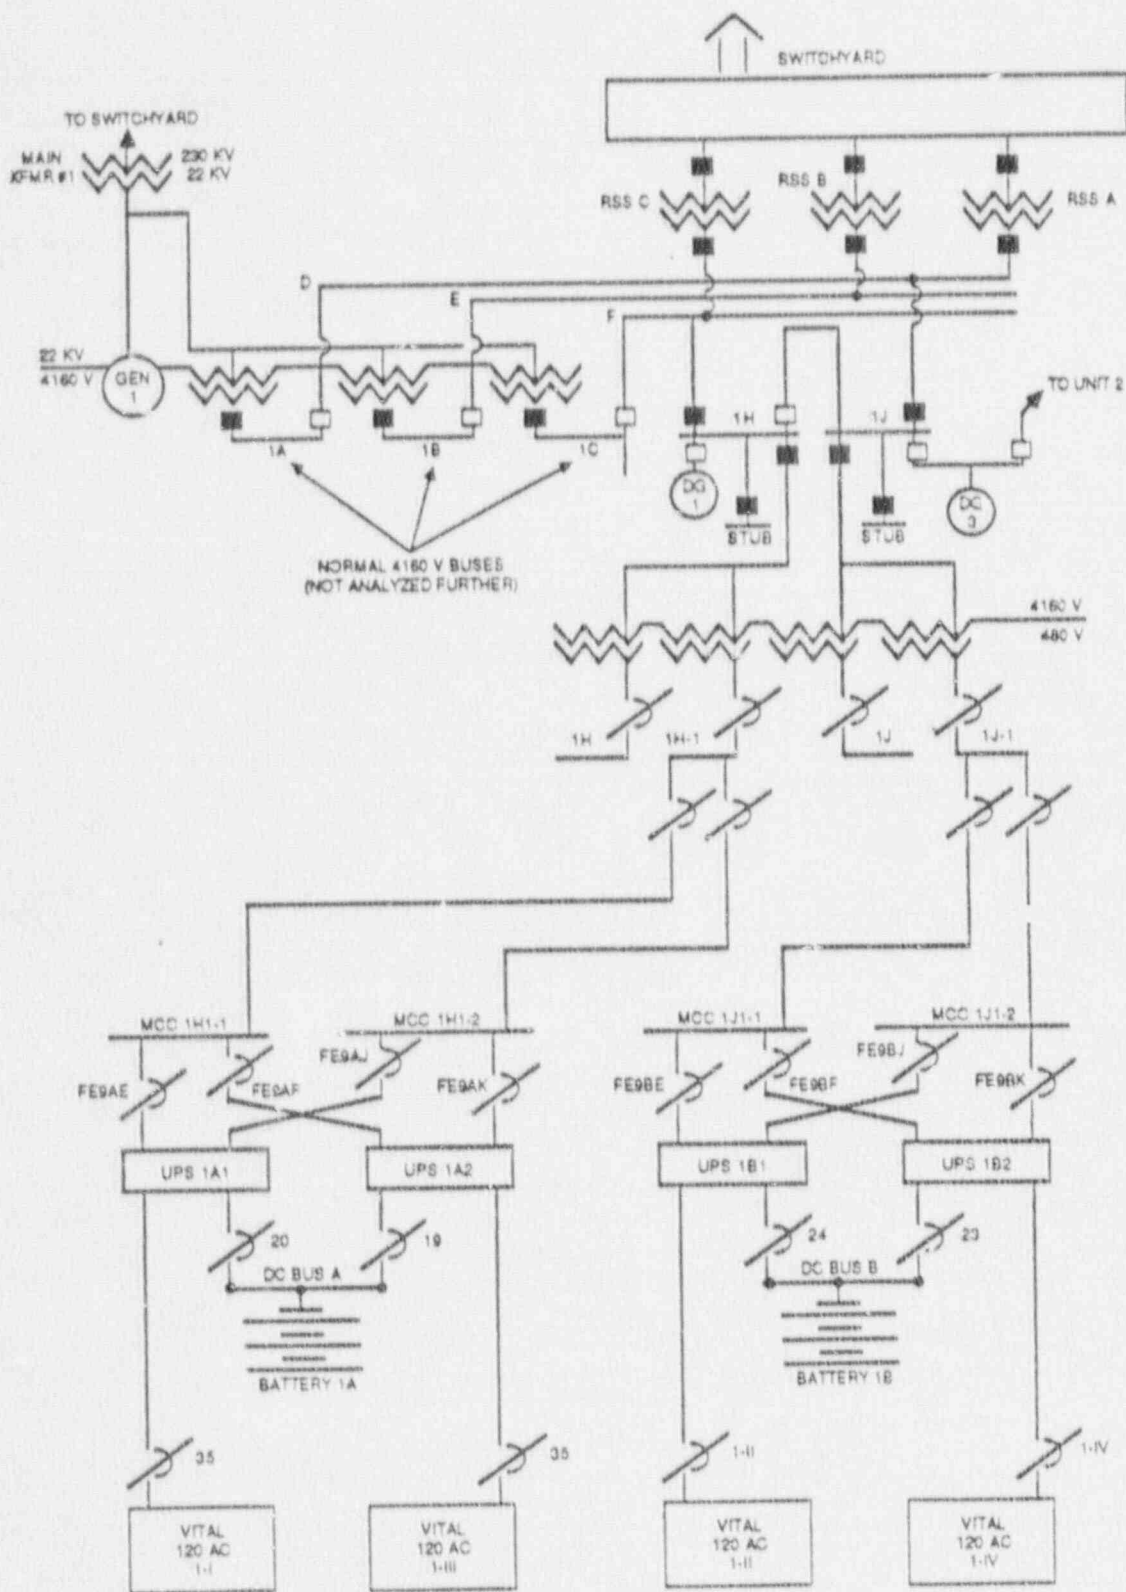 SWITCHYARD
TO SWITCHYARD
MAIN
XFMR #1
230 KV
22 KV
RSS C
RSS B
RSS A
D
E
F
22 KV
4160 V
GEN
1
1A
1B
1C
1H
1J
TO UNIT 2
DG
1
STUB
STUB
DG
3
NORMAL 4160 V BUSES
(NOT ANALYZED FURTHER)
4160 V
480 V
1H
1H-1
1J
1J-1
MCC 1H1-1
MCC 1H1-2
MCC 1J1-1
MCC 1J1-2
FE9AE
FE9AF
FE9AJ
FE9AK
FE9BE
FE9BF
FE9BJ
FE9BK
UPS 1A1
UPS 1A2
UPS 1B1
UPS 1B2
20
19
24
23
DC BUS A
DC BUS B
BATTERY 1A
BATTERY 1B
35
35
1-II
1-IV
VITAL
120 AC
1-I
VITAL
120 AC
1-III
VITAL
120 AC
1-II
VITAL
120 AC
1-IV